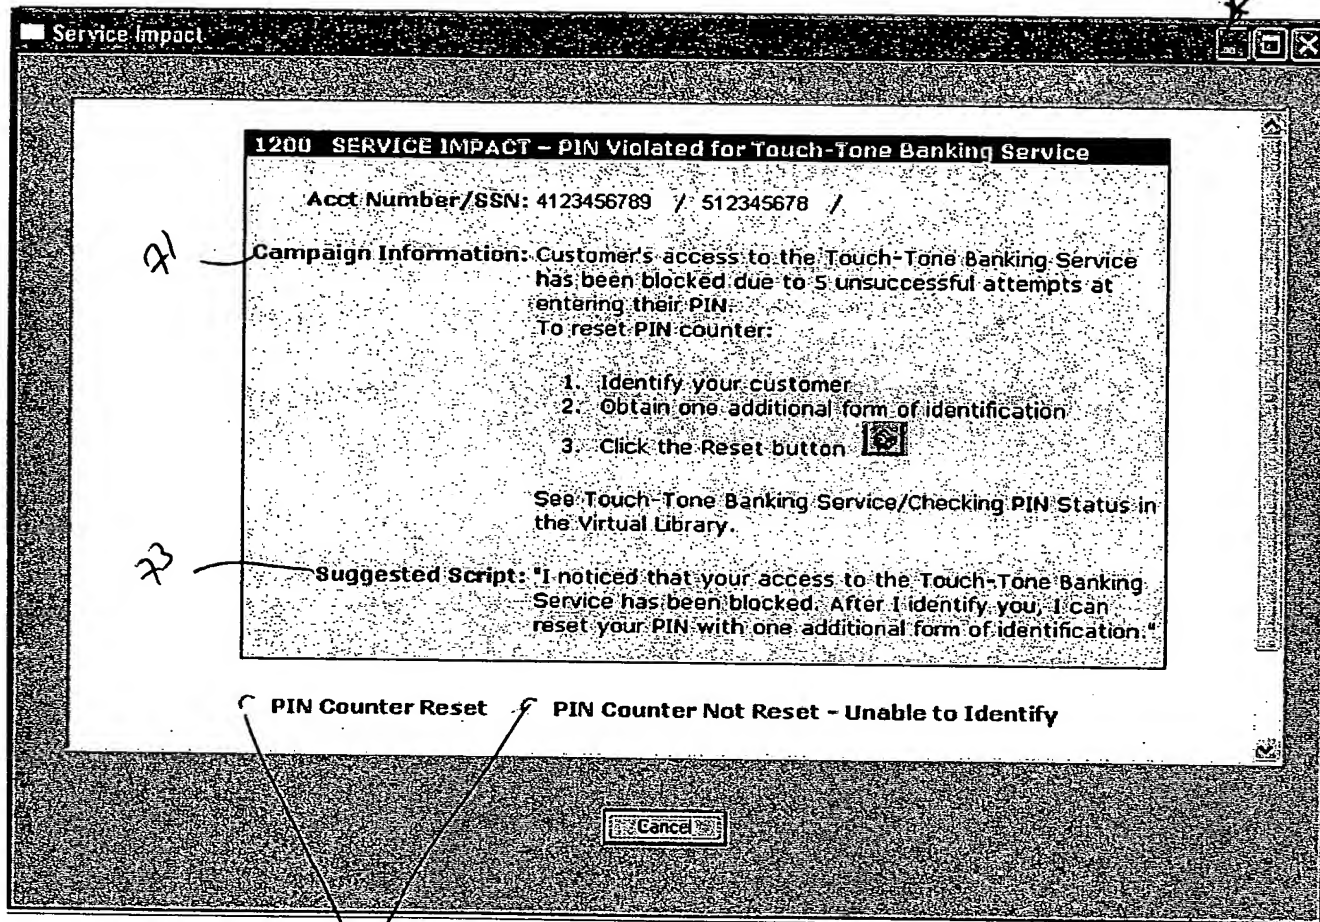 Service Impact
1200 SERVICE IMPACT – PIN Violated for Touch-Tone Banking Service
Acct Number/SSN: 4123456789 / 512345678 /
71
Campaign Information: Customer's access to the Touch-Tone Banking Service
has been blocked due to 5 unsuccessful attempts at
entering their PIN.
To reset PIN counter:
1. Identify your customer
2. Obtain one additional form of identification
3. Click the Reset button
See Touch-Tone Banking Service/Checking PIN Status in
the Virtual Library.
73
Suggested Script: "I noticed that your access to the Touch-Tone Banking
Service has been blocked. After I identify you, I can
reset your PIN with one additional form of identification."
PIN Counter Reset PIN Counter Not Reset - Unable to Identify
Cancel